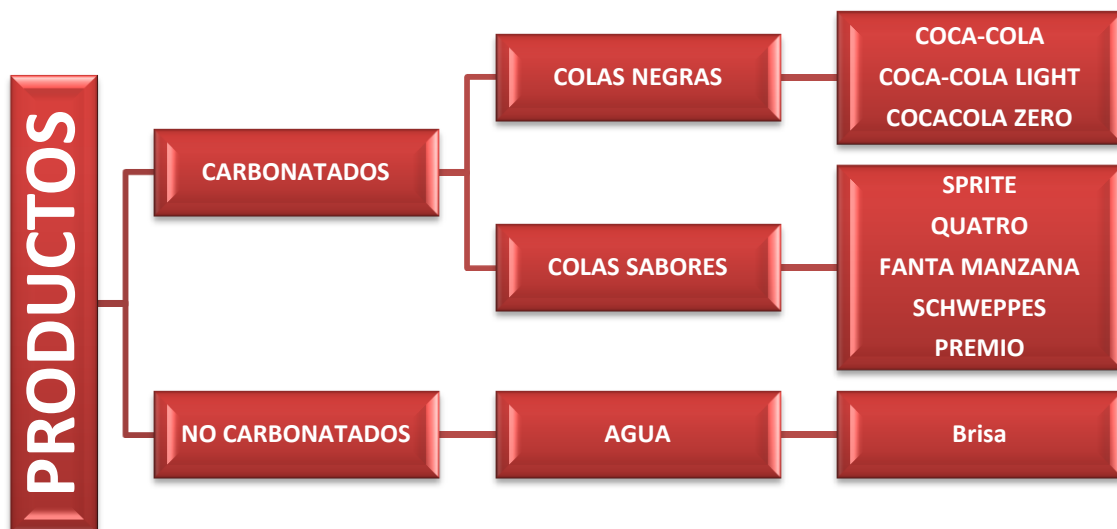 PRODUCTOS
CARBONATADOS
COLAS NEGRAS
COCA-COLA
COCA-COLA LIGHT
COCACOLA ZERO
COLAS SABORES
SPRITE
QUATRO
FANTA MANZANA
SCHWEPPES
PREMIO
NO CARBONATADOS
AGUA
Brisa